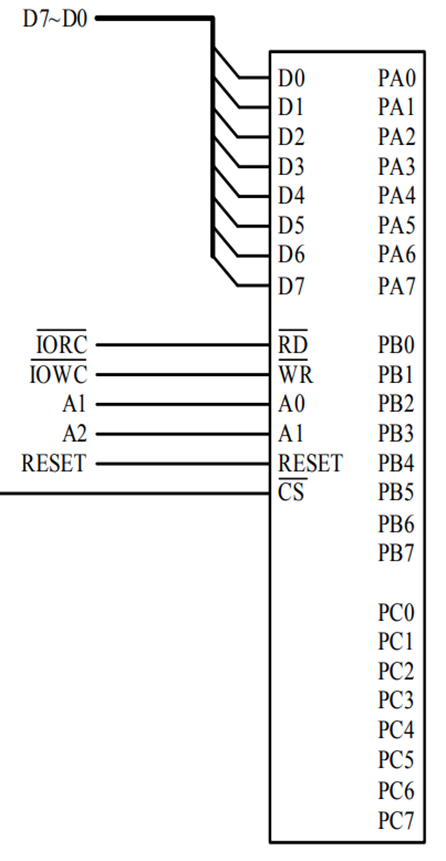 D7~D0
D0 PA0
D1 PA1
D2 PA2
D3 PA3
D4 PA4
D5 PA5
D6 PA6
D7 PA7
IORC RD PB0
IOWC WR PB1
A1 A0 PB2
A2 A1 PB3
RESET RESET PB4
CS PB5
PB6
PB7
PC0
PC1
PC2
PC3
PC4
PC5
PC6
PC7